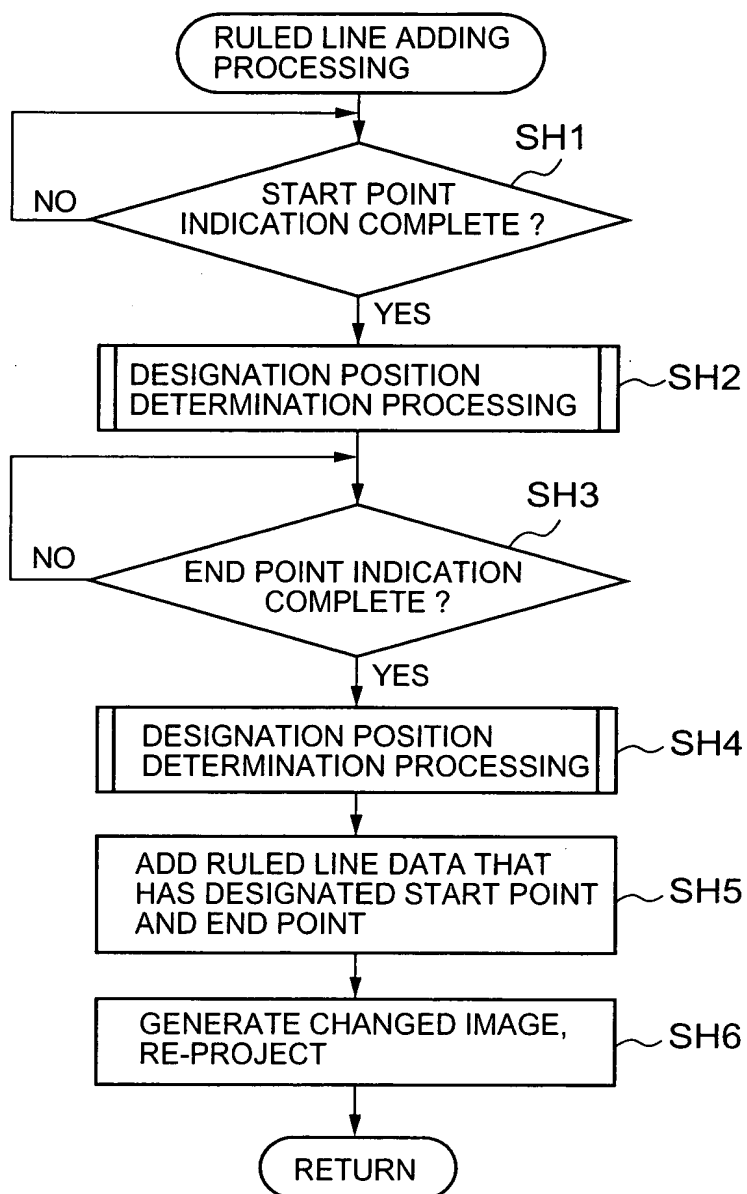 RULED LINE ADDING
PROCESSING
SH1
START POINT
INDICATION COMPLETE ?
NO
YES
DESIGNATION POSITION
DETERMINATION PROCESSING
SH2
SH3
END POINT INDICATION
COMPLETE ?
NO
YES
DESIGNATION POSITION
DETERMINATION PROCESSING
SH4
ADD RULED LINE DATA THAT
HAS DESIGNATED START POINT
AND END POINT
SH5
GENERATE CHANGED IMAGE,
RE-PROJECT
SH6
RETURN